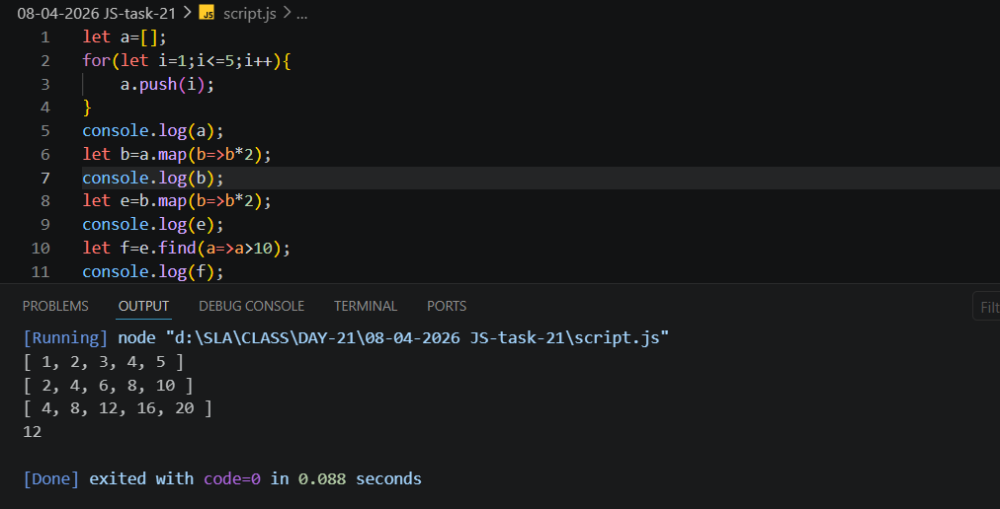 08-04-2026 JS-task-21 > JS script.js > ...
1 let a=[];
2 for(let i=1;i<=5;i++){
3     a.push(i);
4 }
5 console.log(a);
6 let b=a.map(b=>b*2);
7 console.log(b);
8 let e=b.map(b=>b*2);
9 console.log(e);
10 let f=e.find(a=>a>10);
11 console.log(f);
PROBLEMS OUTPUT DEBUG CONSOLE TERMINAL PORTS Filt
[Running] node "d:\SLA\CLASS\DAY-21\08-04-2026 JS-task-21\script.js"
[ 1, 2, 3, 4, 5 ]
[ 2, 4, 6, 8, 10 ]
[ 4, 8, 12, 16, 20 ]
12
[Done] exited with code=0 in 0.088 seconds